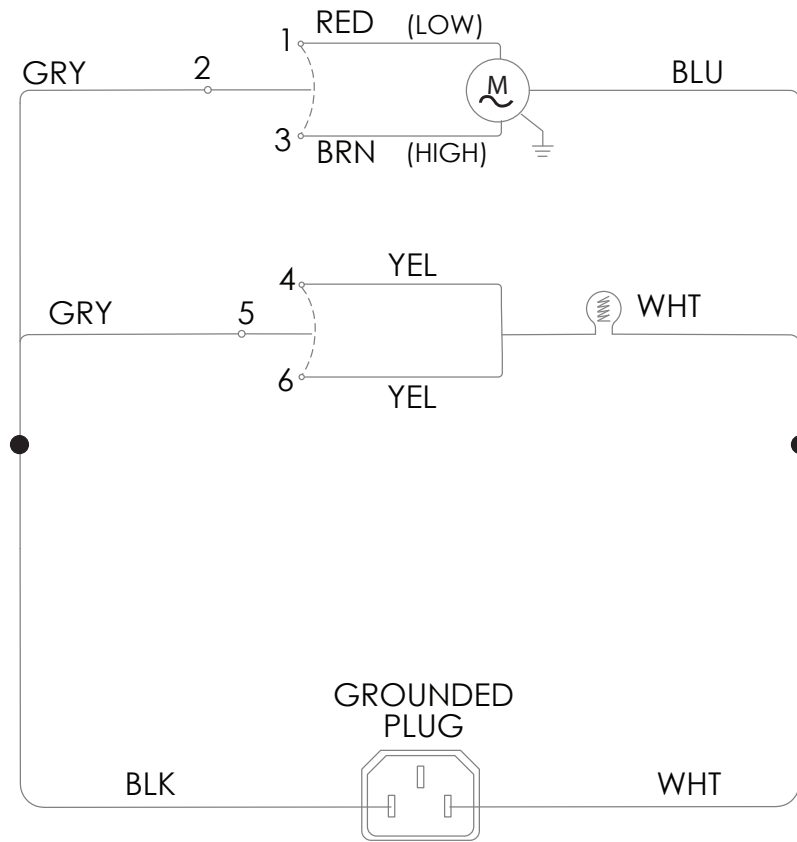 RED (LOW)
1
GRY
2
M
BLU
3
BRN (HIGH)
YEL
4
GRY
5
WHT
6
YEL
GROUNDED
PLUG
BLK
WHT